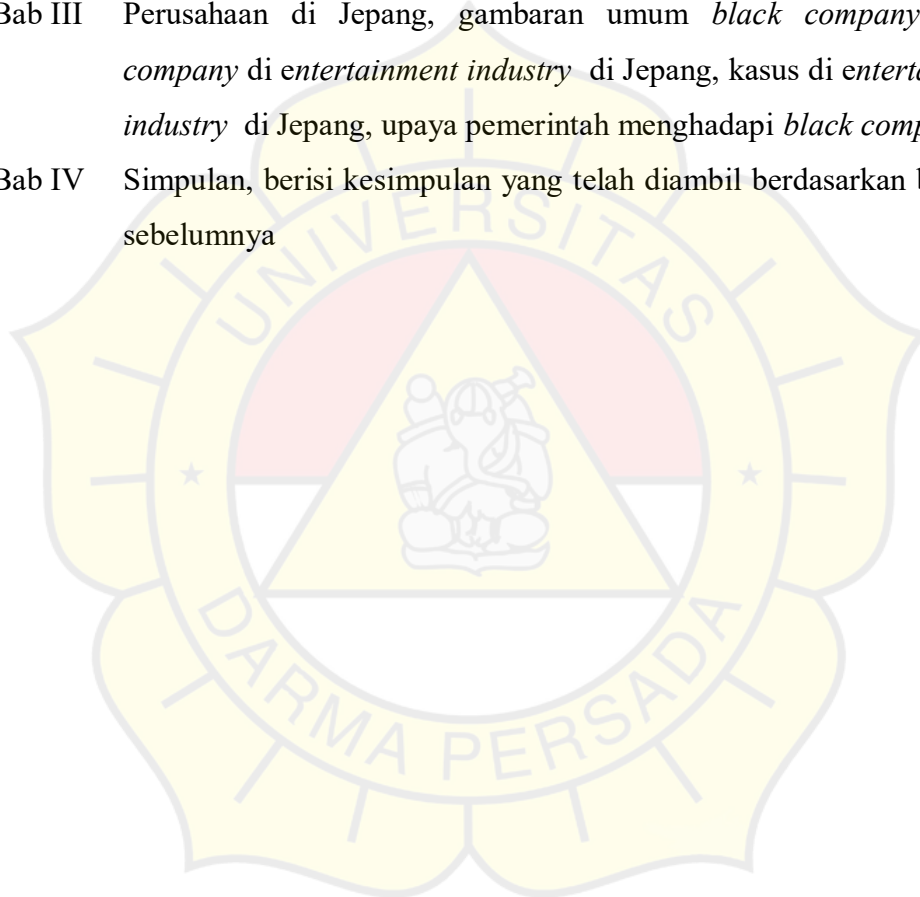 Bab III Perusahaan di Jepang, gambaran umum black company
company di entertainment industry di Jepang, kasus di
industry di Jepang, upaya pemerintah menghadapi black
Bab IV Simpulan, berisi kesimpulan yang telah diambil berdasarkan
sebelumnya
UNIVERSITAS
DARMA PERSADA